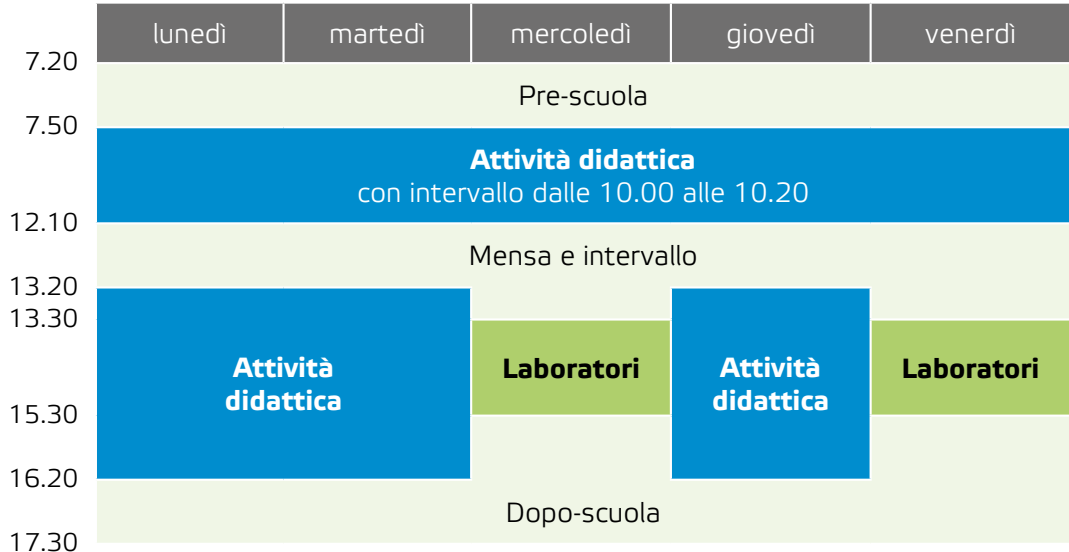 lunedì martedì mercoledì giovedì venerdì
7.20
Pre-scuola
7.50
Attività didattica
con intervallo dalle 10.00 alle 10.20
12.10
Mensa e intervallo
13.20
13.30
Attività
didattica
Laboratori
Attività
didattica
Laboratori
15.30
16.20
Dopo-scuola
17.30